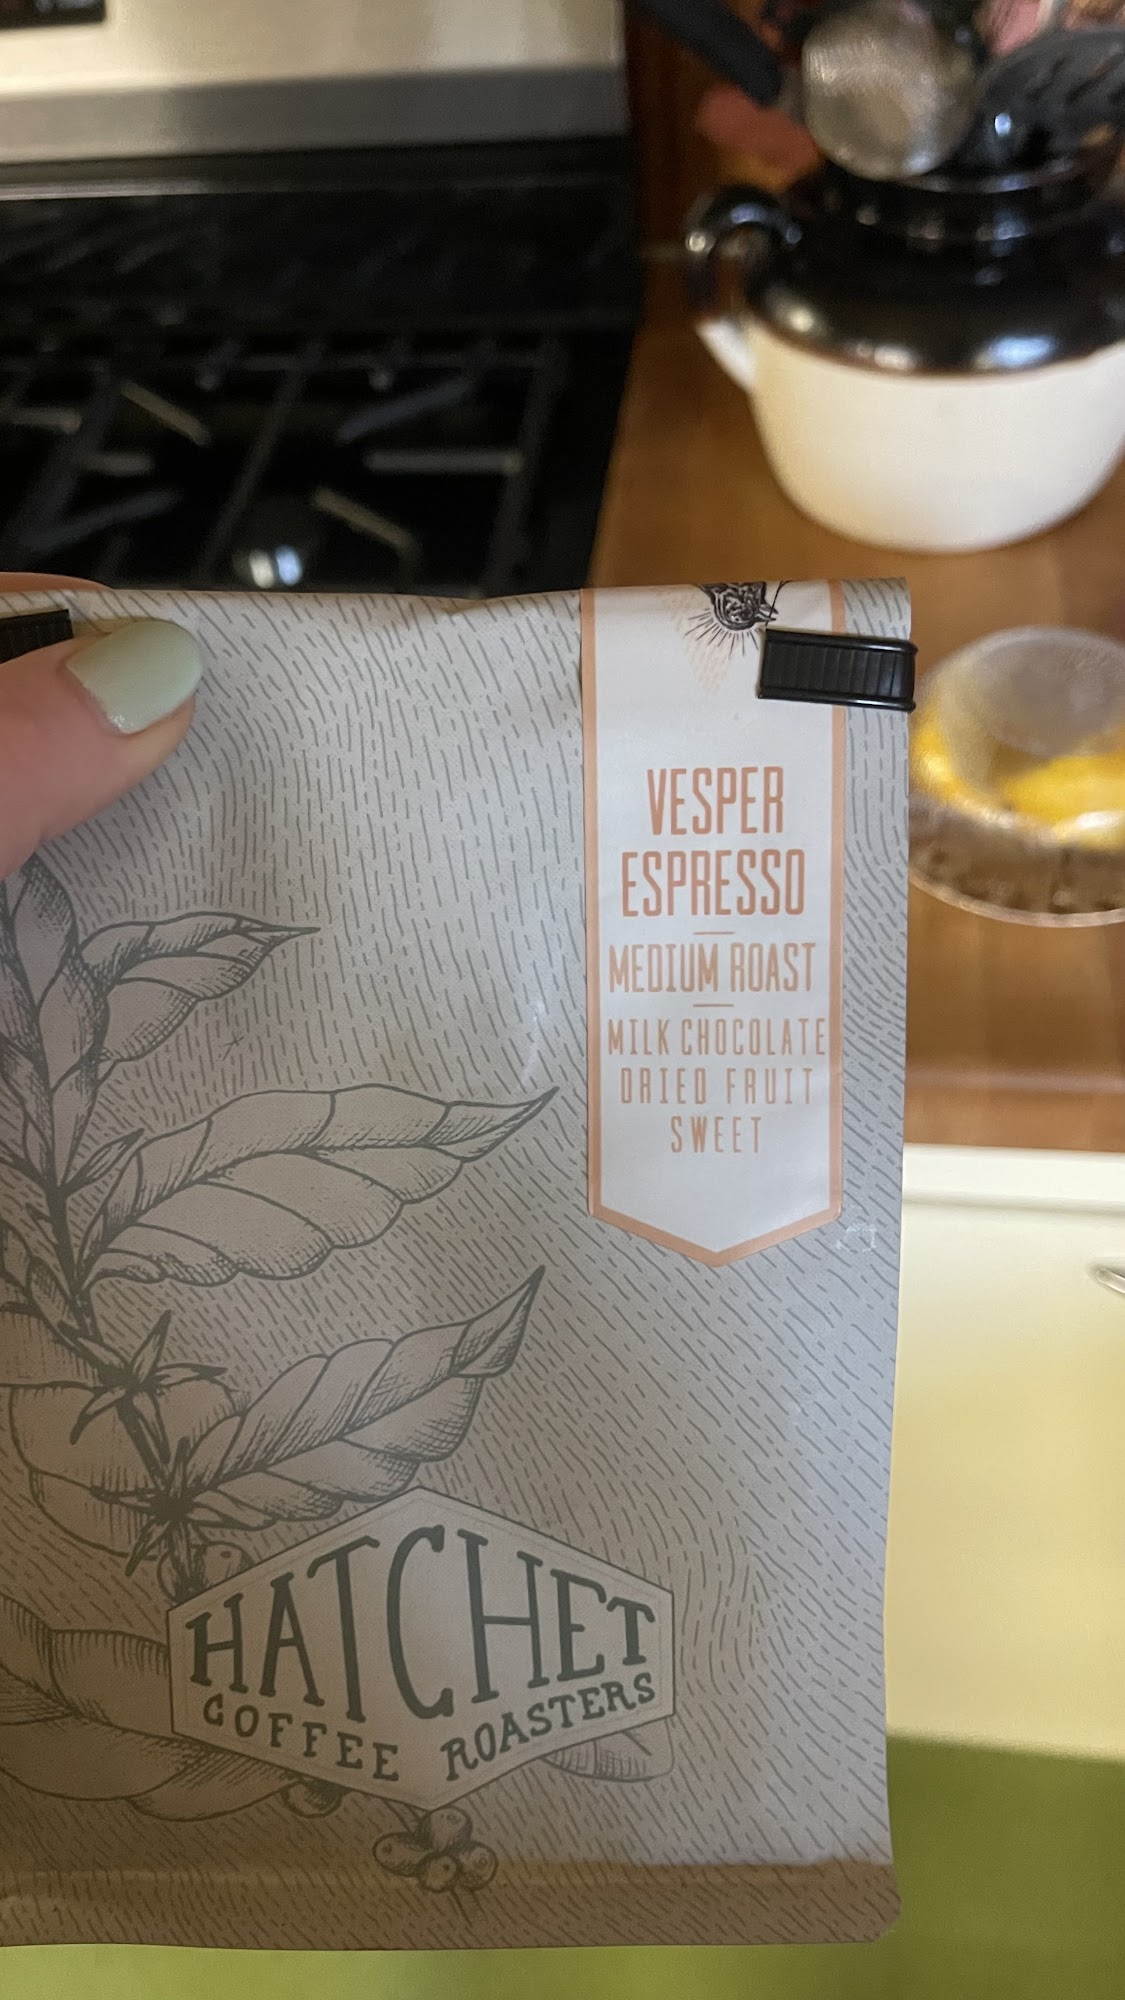 VESPER
ESPRESSO
MEDIUM ROAST
MILK CHOCOLATE
DRIED FRUIT
SWEET
HATCHET
COFFEE ROASTERS